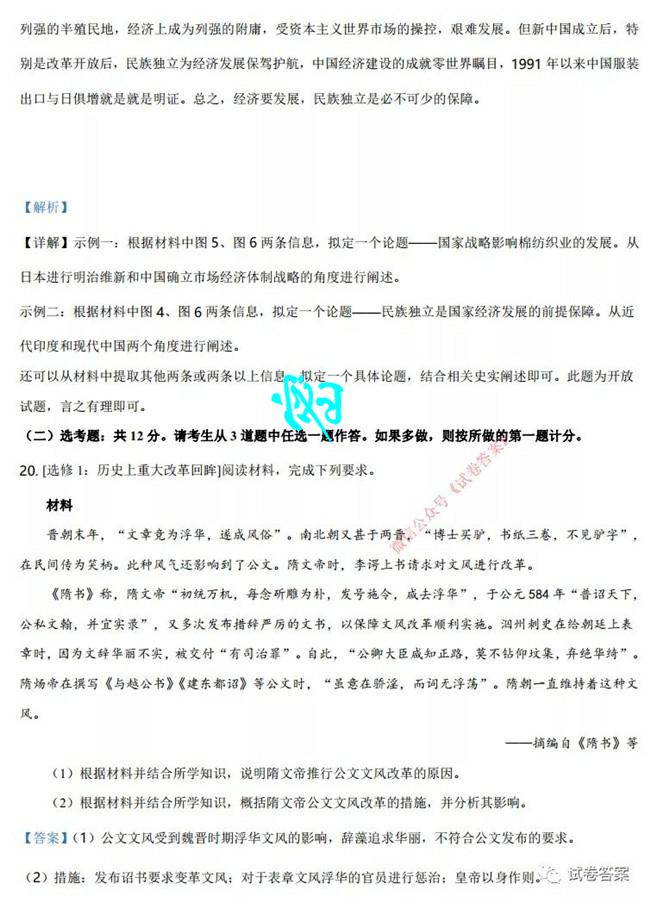 列强的半殖民地，经济上成为列强的附庸，受资本主义世界市场的操控，艰难发展。但新中国成立后，特
别是改革开放后，民族独立为经济发展保驾护航，中国经济建设的成就零世界瞩目，1991 年以来中国服装
出口与日俱增就是就是明证。总之，经济要发展，民族独立是必不可少的保障。
【解析】
【详解】示例一：根据材料中图 5、图 6 两条信息，拟定一个论题——国家战略影响棉纺织业的发展。从
日本进行明治维新和中国确立市场经济体制战略的角度进行阐述。
示例二：根据材料中图 4、图 6 两条信息，拟定一个论题——民族独立是国家经济发展的前提保障。从近
代印度和现代中国两个角度进行阐述。
还可以从材料中提取其他两条或两条以上信息，拟定一个具体论题，结合相关史实阐述即可。此题为开放
试题，言之有理即可。
（二）选考题：共 12 分。请考生从 3 道题中任选一题作答。如果多做，则按所做的第一题计分。
20. [选修 1：历史上重大改革回眸]阅读材料，完成下列要求。
微信公众号《试卷答案》
材料
晋朝末年，“文章竞为浮华，遂成风俗”。南北朝又甚于两晋，“博士买驴，书纸三卷，不见驴字”，
在民间传为笑柄。此种风气还影响到了公文。隋文帝时，李谔上书请求对文风进行改革。
《隋书》称，隋文帝“初统万机，每念斫雕为朴，发号施令，咸去浮华”，于公元 584 年“普诏天下，
公私文翰，并宜实录”，又多次发布措辞严厉的文书，以保障文风改革顺利实施。泗州刺史在给朝廷上表
章时，因为文辞华丽不实，被交付“有司治罪”。自此，“公卿大臣咸知正路，莫不钻仰坟集，弃绝华绮”。
隋炀帝在撰写《与越公书》《建东都诏》等公文时，“虽意在骄淫，而词无浮荡”。隋朝一直维持着这种文
风。
——摘编自《隋书》等
（1）根据材料并结合所学知识，说明隋文帝推行公文文风改革的原因。
（2）根据材料并结合所学知识，概括隋文帝公文文风改革的措施，并分析其影响。
【答案】（1）公文文风受到魏晋时期浮华文风的影响，辞藻追求华丽，不符合公文发布的要求。
（2）措施：发布诏书要求变革文风；对于表章文风浮华的官员进行惩治；皇帝以身作则。
试卷答案